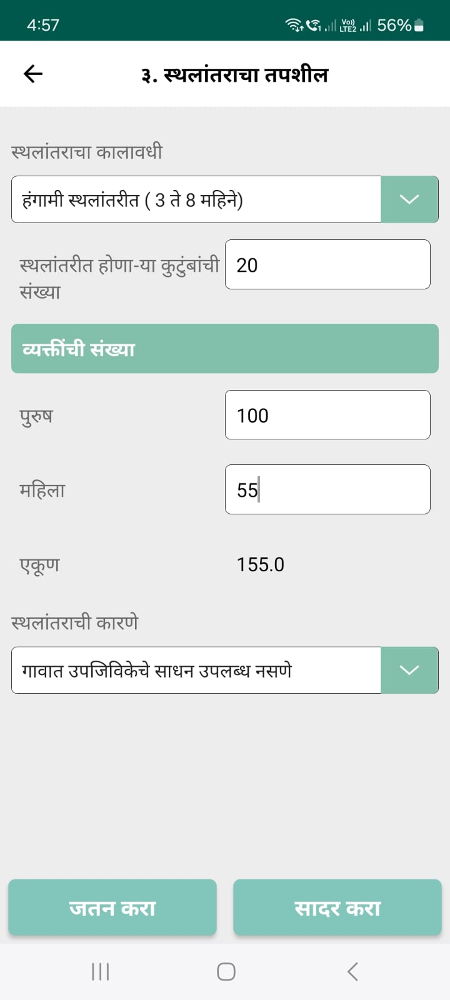 4:57
Vo)) LTE2 56%
३. स्थलांतराचा तपशील
स्थलांतराचा कालावधी
हंगामी स्थलांतरीत ( 3 ते 8 महिने)
स्थलांतरीत होणा-या कुटुंबांची
संख्या
20
व्यक्तींची संख्या
पुरुष
100
महिला
55
एकूण
155.0
स्थलांतराची कारणे
गावात उपजिविकेचे साधन उपलब्ध नसणे
जतन करा
सादर करा